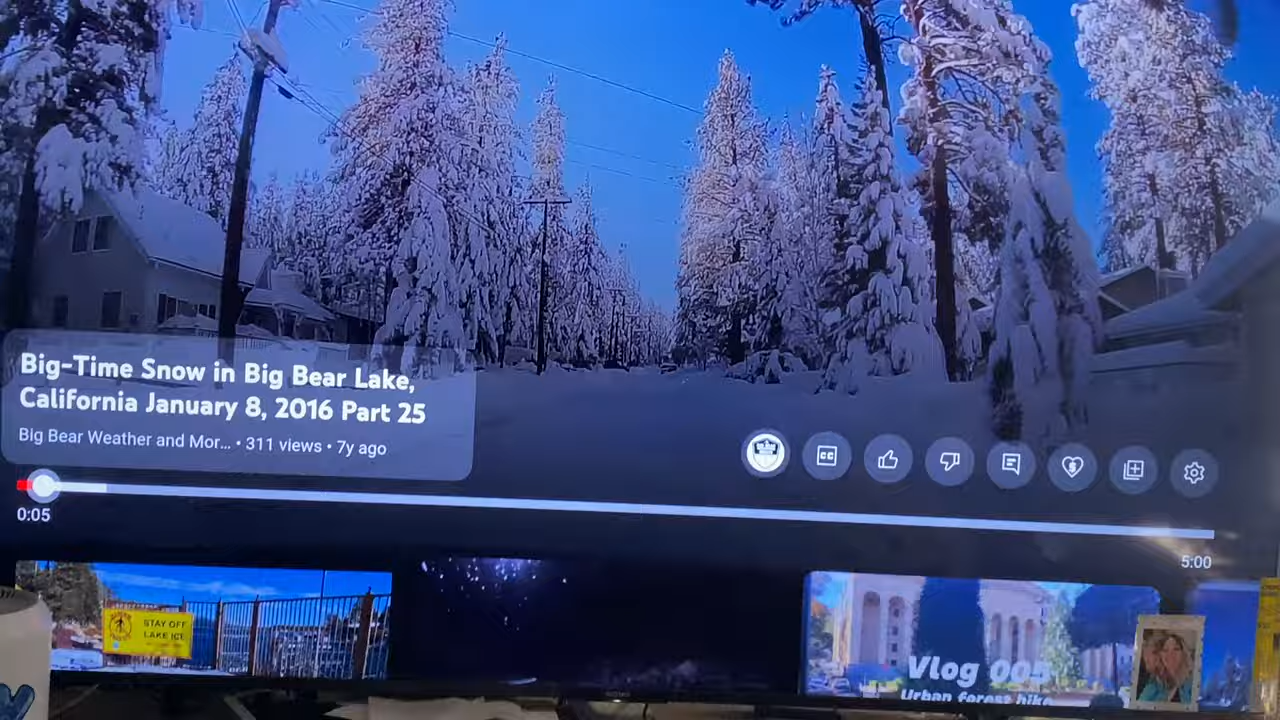 Big-Time Snow in Big Bear Lake,
California January 8, 2016 Part 25
Big Bear Weather and Mor... • 311 views • 7y ago
CC
$
0:05
5:00
STAY OFF
LAKE ICE
Vlog 005
Urban forest hike